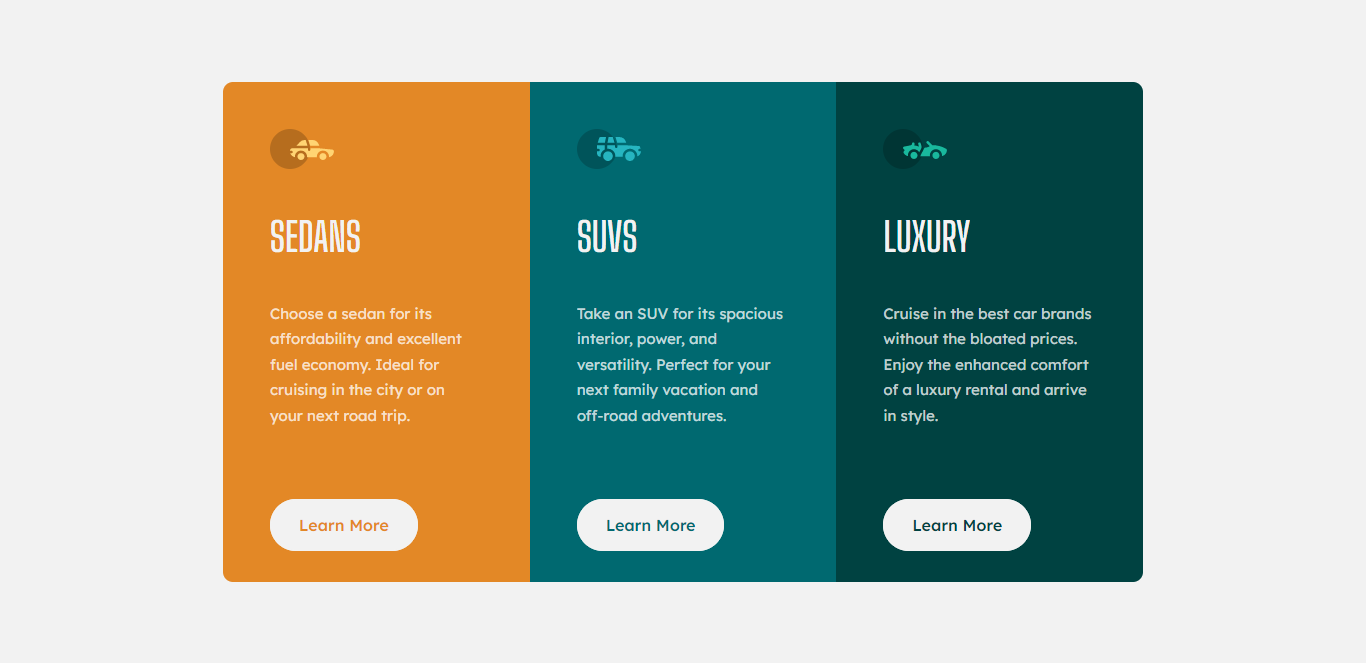 SEDANS
Choose a sedan for its
affordability and excellent
fuel economy. Ideal for
cruising in the city or on
your next road trip.
Learn More
SUVS
Take an SUV for its spacious
interior, power, and
versatility. Perfect for your
next family vacation and
off-road adventures.
Learn More
LUXURY
Cruise in the best car brands
without the bloated prices.
Enjoy the enhanced comfort
of a luxury rental and arrive
in style.
Learn More